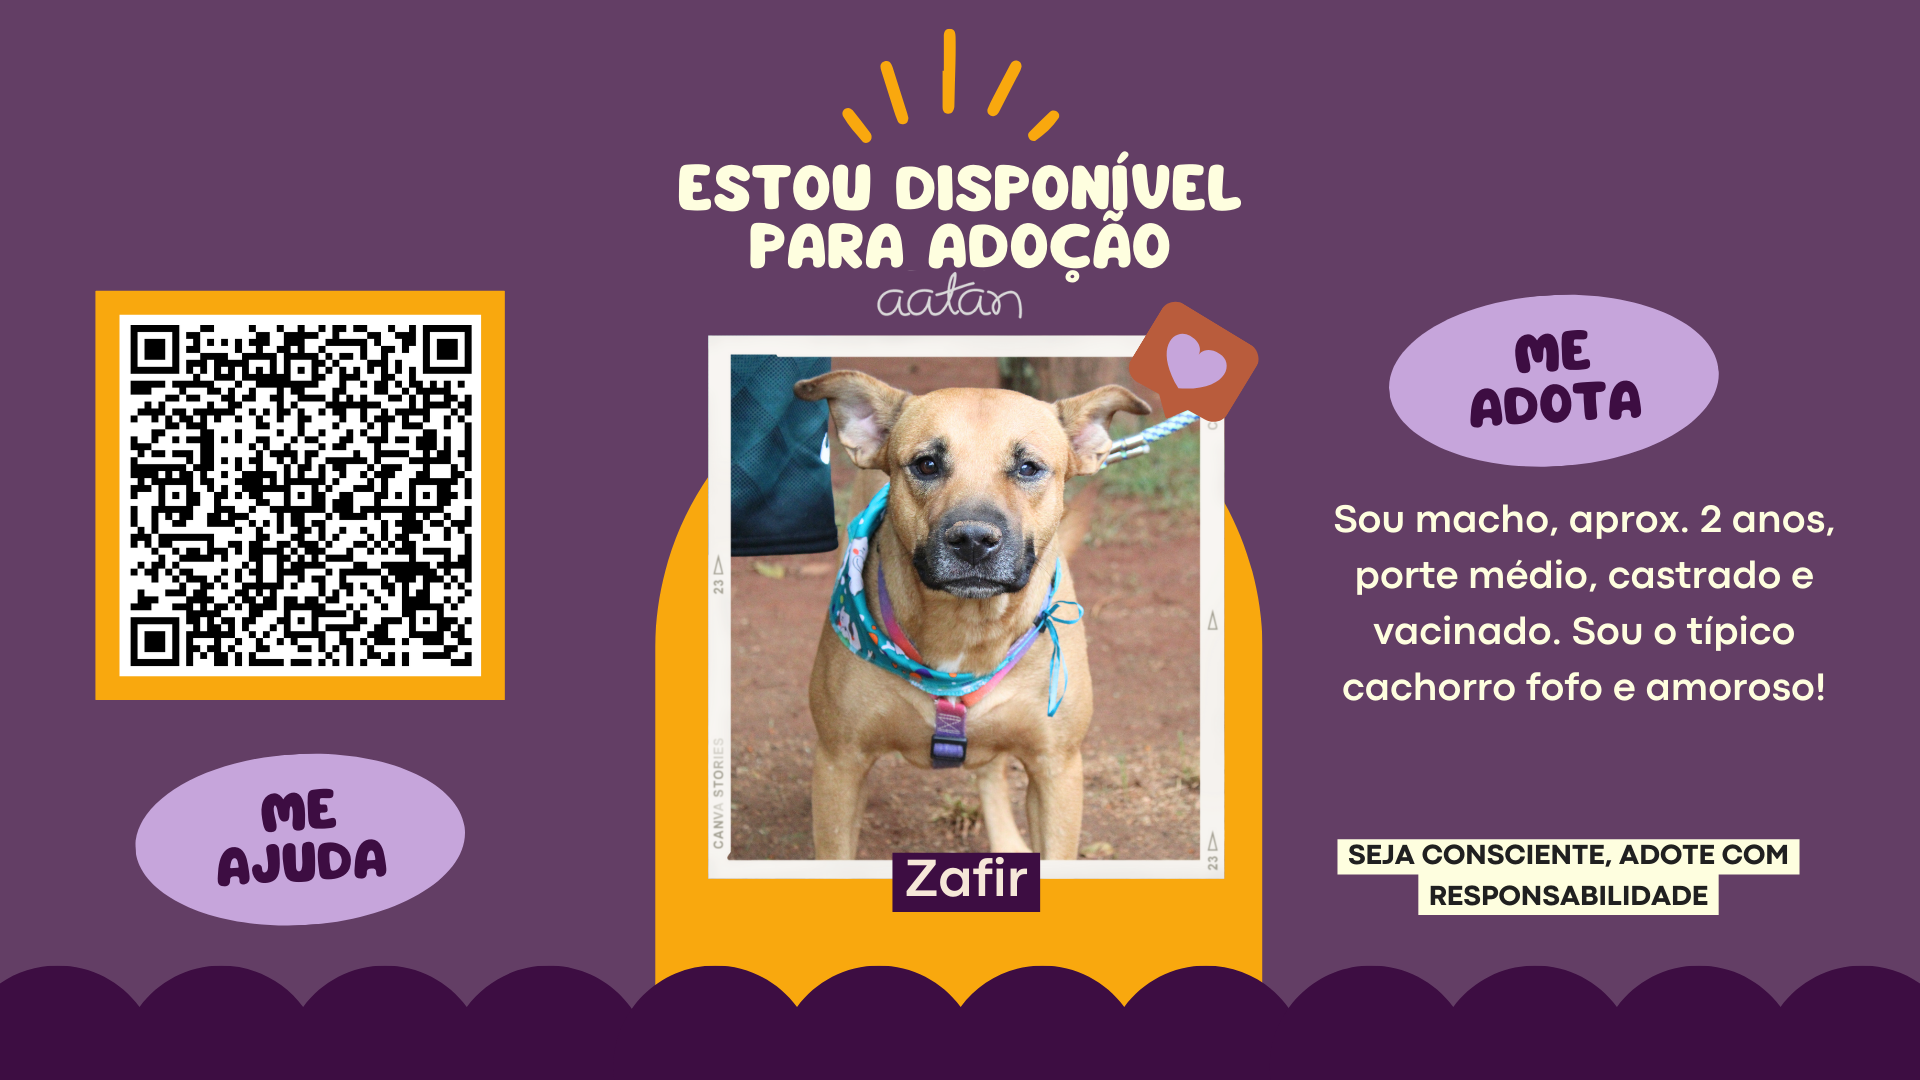 ESTOU DISPONÍVEL
PARA ADOÇÃO
aatan
ME
AJUDA
23
CANVA STORIES
23
Zafir
ME
ADOTA
Sou macho, aprox. 2 anos,
porte médio, castrado e
vacinado. Sou o típico
cachorro fofo e amoroso!
SEJA CONSCIENTE, ADOTE COM
RESPONSABILIDADE